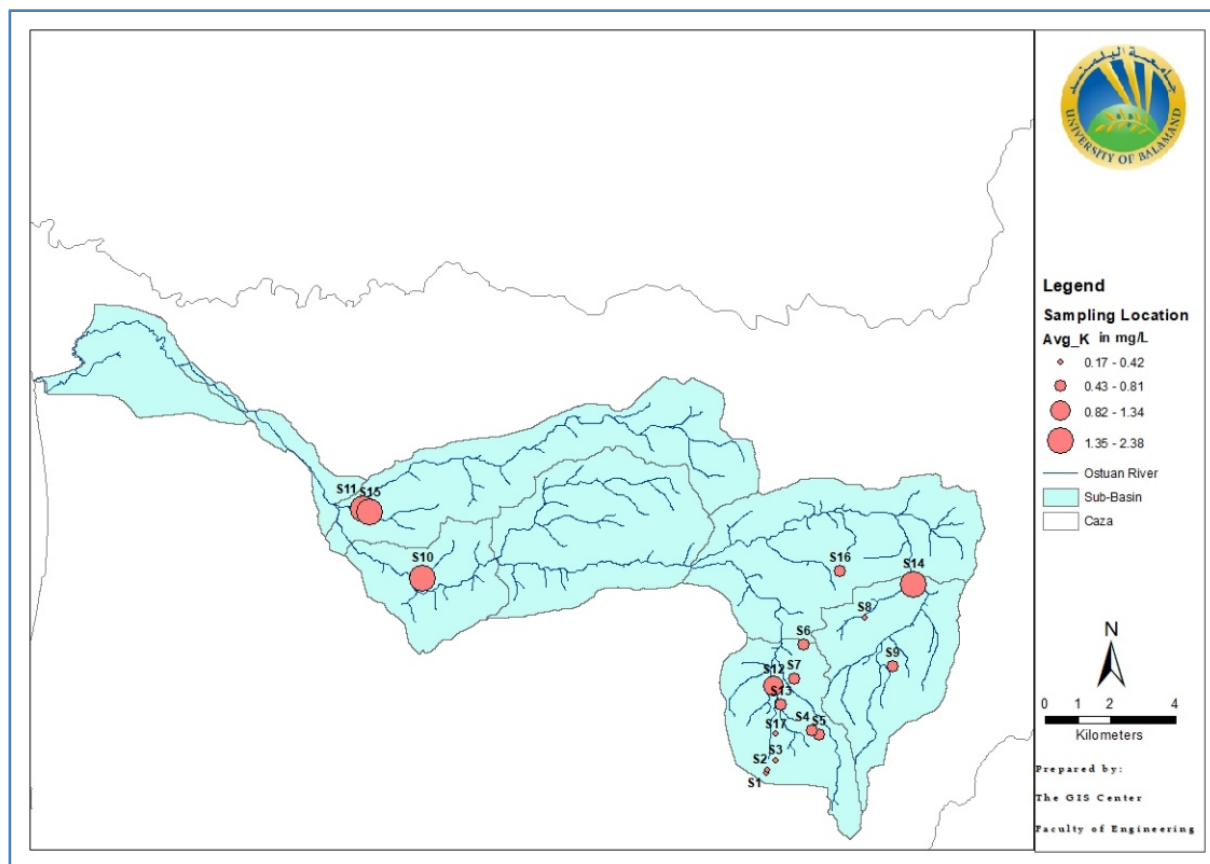 جامعة البلمند
UNIVERSITY OF BALAMAND
Legend
Sampling Location
Avg_K in mg/L
0.17 - 0.42
0.43 - 0.81
0.82 - 1.34
1.35 - 2.38
Ostuan River
Sub-Basin
Caza
S11 S15
S10
S16
S14
S8
S6
S9
S12 S7
S13
S4 S5
S17
S3
S2
S1
N
0 1 2 4
Kilometers
Prepared by:
The GIS Center
Faculty of Engineering